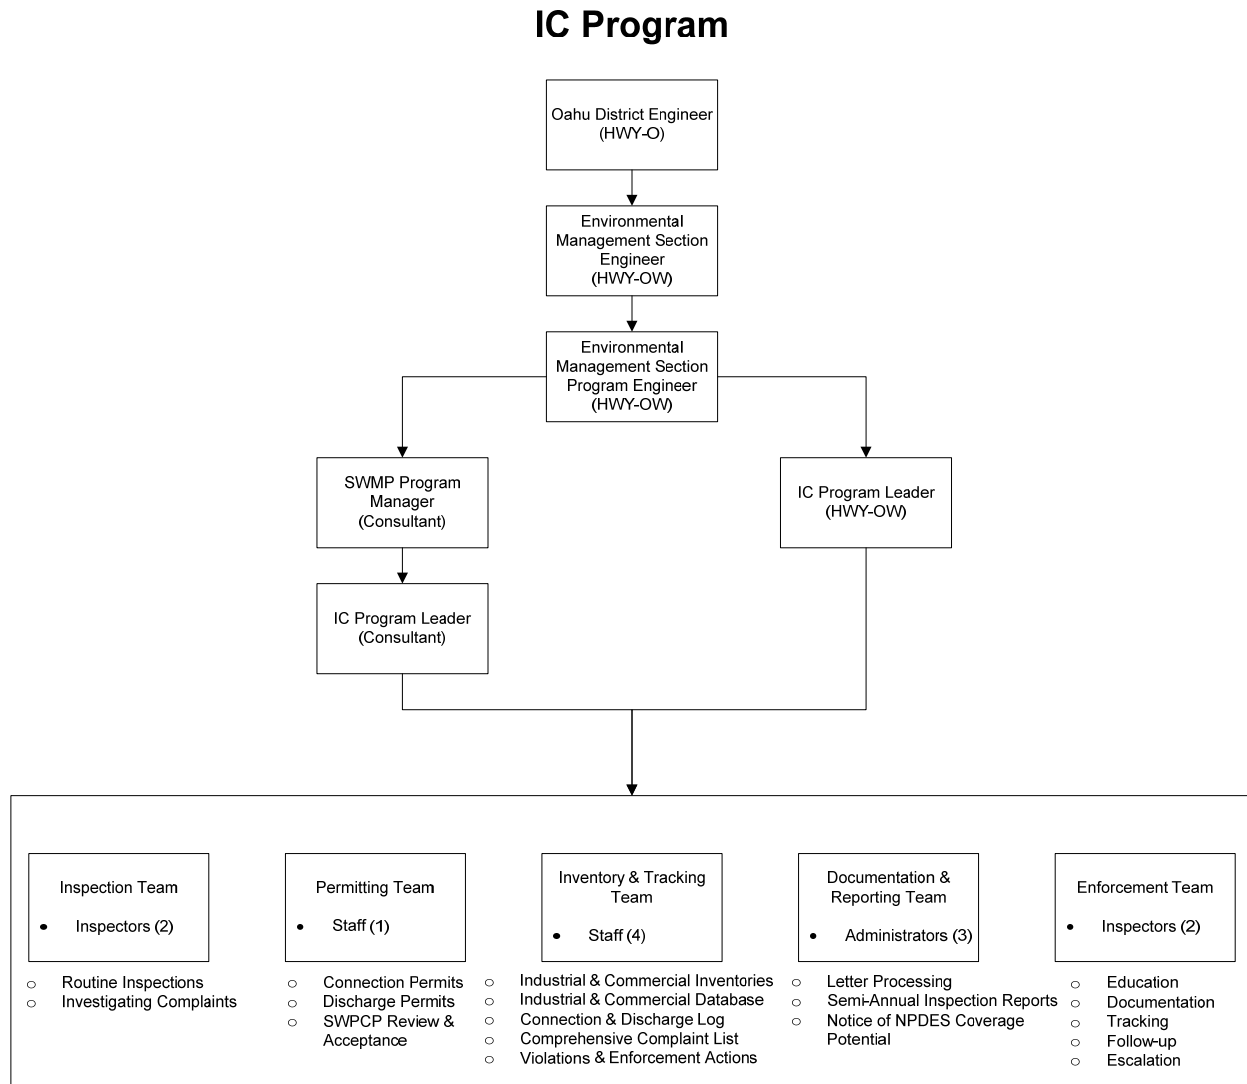 IC Program
Oahu District Engineer
(HWY-O)
Environmental
Management Section
Engineer
(HWY-OW)
Environmental
Management Section
Program Engineer
(HWY-OW)
SWMP Program
Manager
(Consultant)
IC Program Leader
(HWY-OW)
IC Program Leader
(Consultant)
Inspection Team
• Inspectors (2)
o Routine Inspections
o Investigating Complaints
Permitting Team
• Staff (1)
o Connection Permits
o Discharge Permits
o SWPCP Review &
Acceptance
Inventory & Tracking
Team
• Staff (4)
o Industrial & Commercial Inventories
o Industrial & Commercial Database
o Connection & Discharge Log
o Comprehensive Complaint List
o Violations & Enforcement Actions
Documentation &
Reporting Team
• Administrators (3)
o Letter Processing
o Semi-Annual Inspection Reports
o Notice of NPDES Coverage
Potential
Enforcement Team
• Inspectors (2)
o Education
o Documentation
o Tracking
o Follow-up
o Escalation